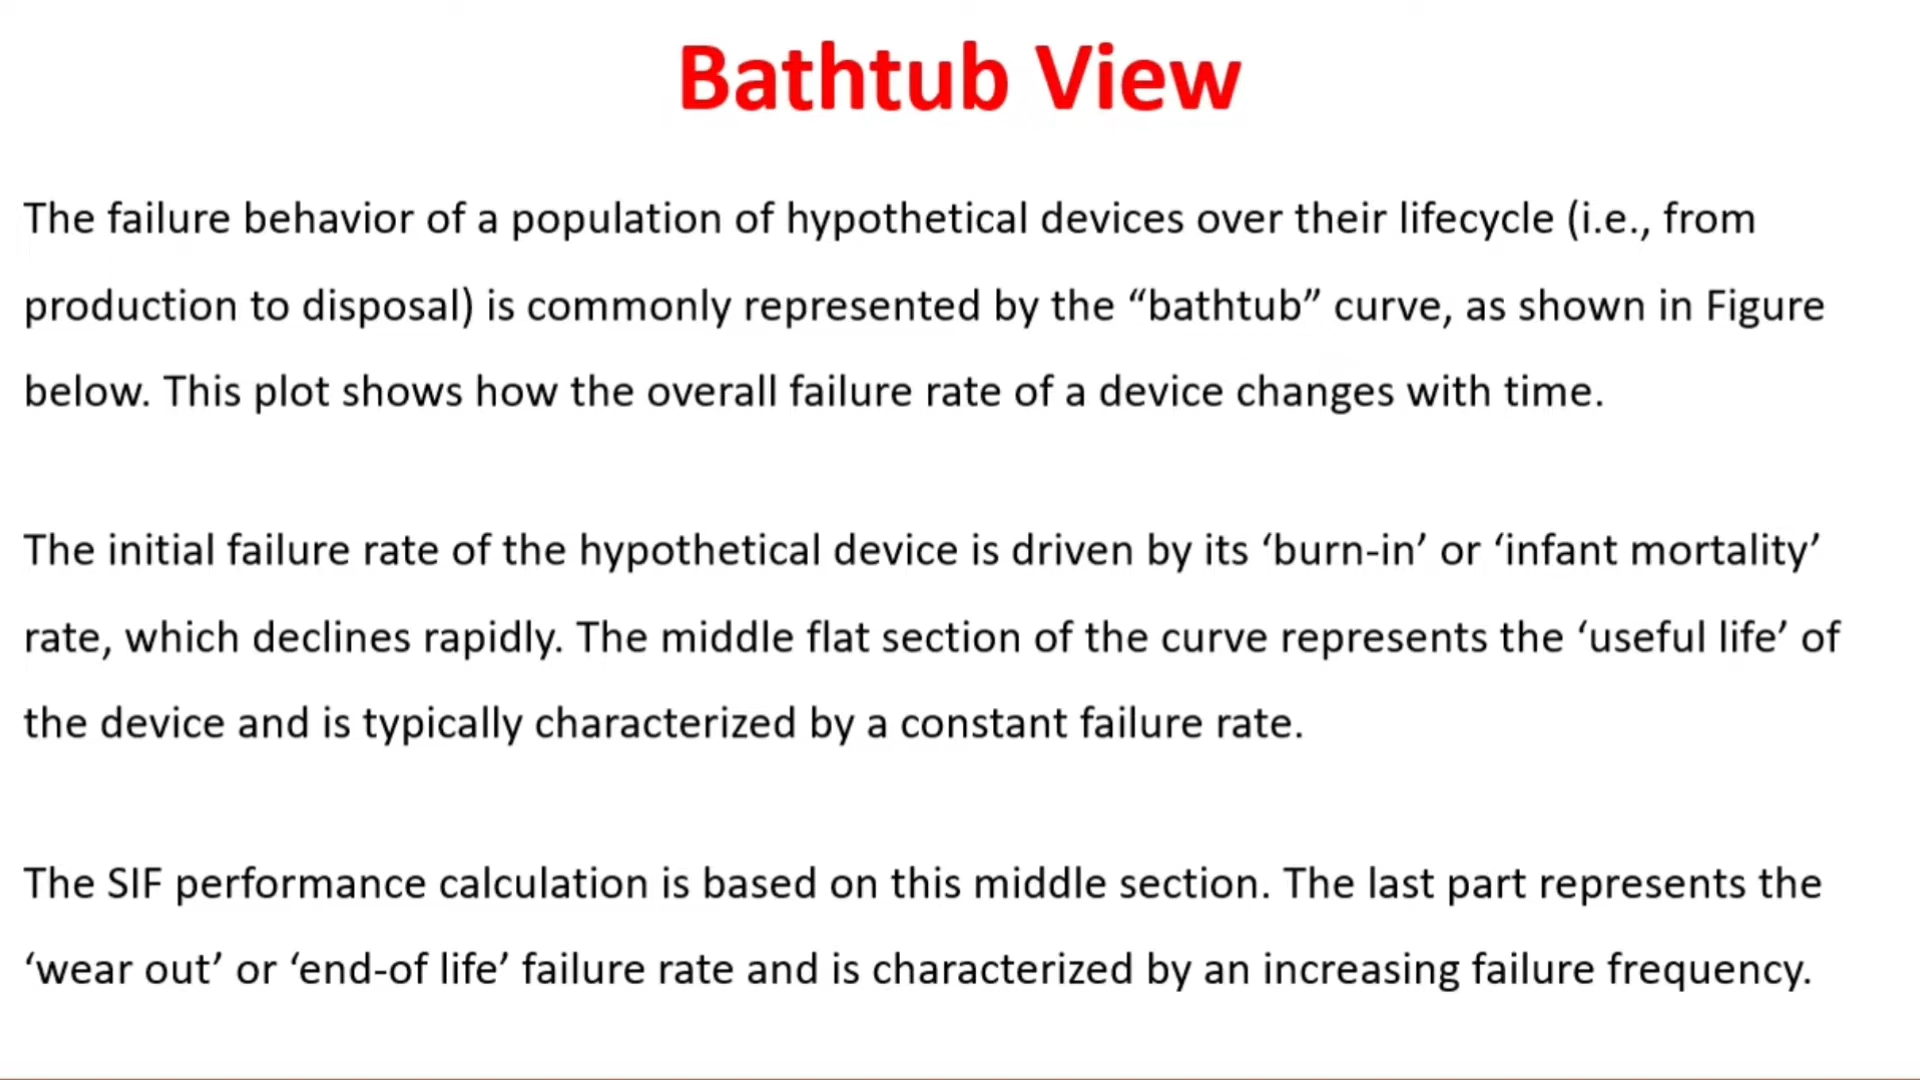 Bathtub View
The failure behavior of a population of hypothetical devices over their lifecycle (i.e., from
production to disposal) is commonly represented by the “bathtub” curve, as shown in Figure
below. This plot shows how the overall failure rate of a device changes with time.
The initial failure rate of the hypothetical device is driven by its ‘burn-in’ or ‘infant mortality’
rate, which declines rapidly. The middle flat section of the curve represents the ‘useful life’ of
the device and is typically characterized by a constant failure rate.
The SIF performance calculation is based on this middle section. The last part represents the
‘wear out’ or ‘end-of life’ failure rate and is characterized by an increasing failure frequency.